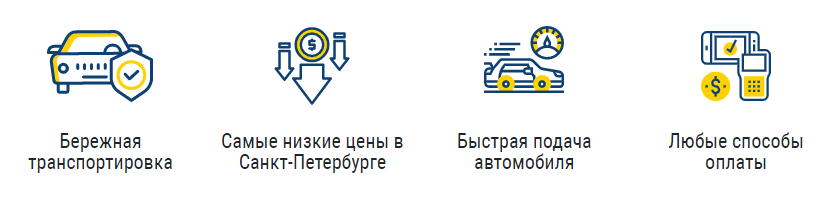 Бережная
транспортировка
Самые низкие цены в
Санкт-Петербурге
Быстрая подача
автомобиля
Любые способы
оплаты